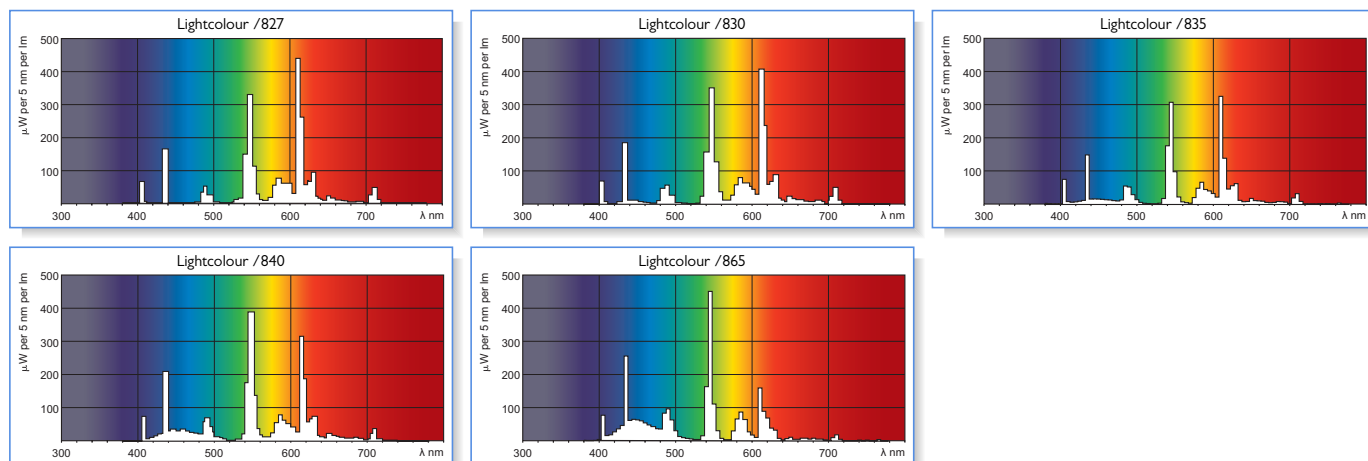 Lightcolour /827
µW per 5 nm per lm
500
400
300
200
100
300 400 500 600 700 λ nm
Lightcolour /830
µW per 5 nm per lm
500
400
300
200
100
300 400 500 600 700 λ nm
Lightcolour /835
µW per 5 nm per lm
500
400
300
200
100
300 400 500 600 700 λ nm
Lightcolour /840
µW per 5 nm per lm
500
400
300
200
100
300 400 500 600 700 λ nm
Lightcolour /865
µW per 5 nm per lm
500
400
300
200
100
300 400 500 600 700 λ nm